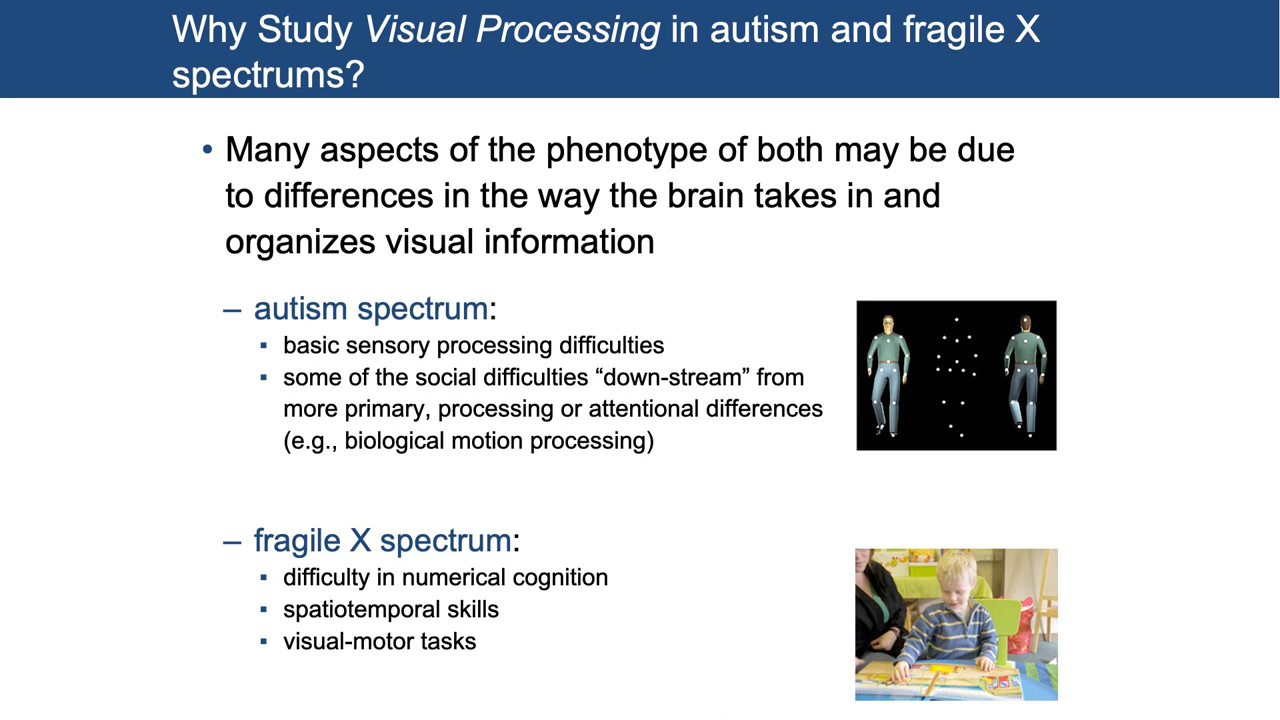 Why Study Visual Processing in autism and fragile X
spectrums?
• Many aspects of the phenotype of both may be due
to differences in the way the brain takes in and
organizes visual information
– autism spectrum:
▪ basic sensory processing difficulties
▪ some of the social difficulties “down-stream” from
more primary, processing or attentional differences
(e.g., biological motion processing)
– fragile X spectrum:
▪ difficulty in numerical cognition
▪ spatiotemporal skills
▪ visual-motor tasks